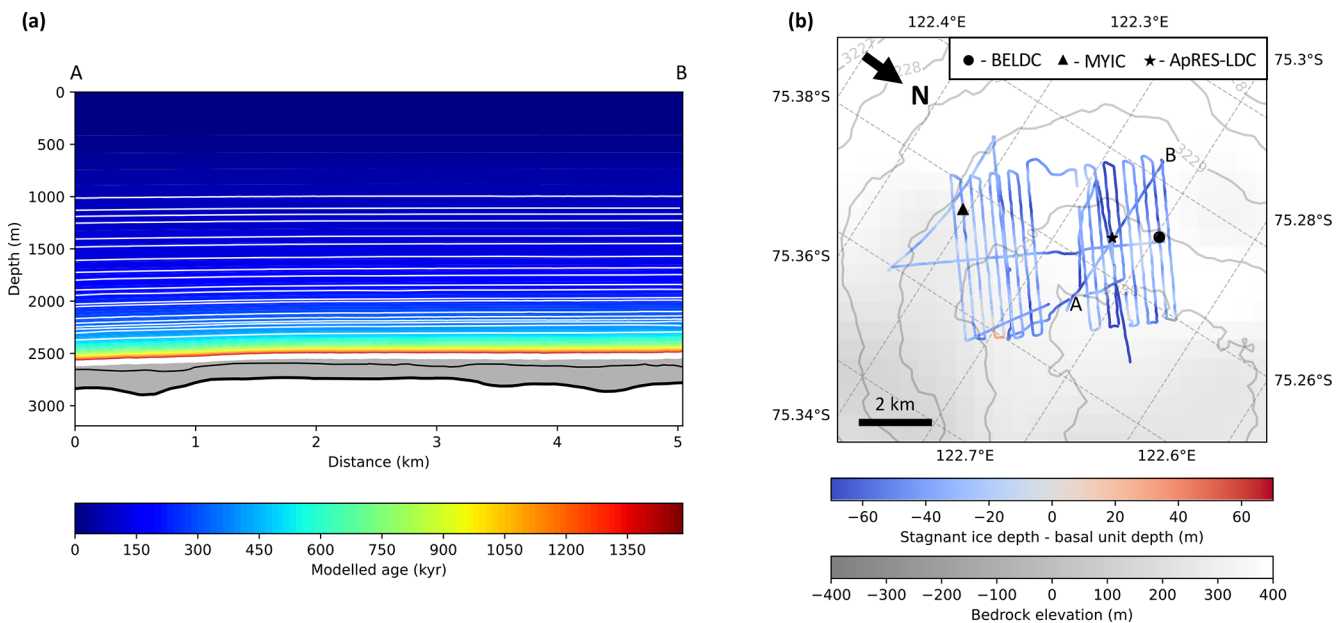 (a)
A
B
0
500
1000
1500
2000
2500
3000
Depth (m)
0
1
2
3
4
5
Distance (km)
0
150
300
450
600
750
900
1050
1200
1350
Modelled age (kyr)
(b)
122.4°E
122.3°E
- BELDC
- MYIC
- ApRES-LDC
75.3°S
75.38°S
75.28°S
75.36°S
75.26°S
75.34°S
N
3227
3229
B
A
2 km
122.7°E
122.6°E
−60
−40
−20
0
20
40
60
Stagnant ice depth - basal unit depth (m)
−400
−300
−200
−100
0
100
200
300
400
Bedrock elevation (m)